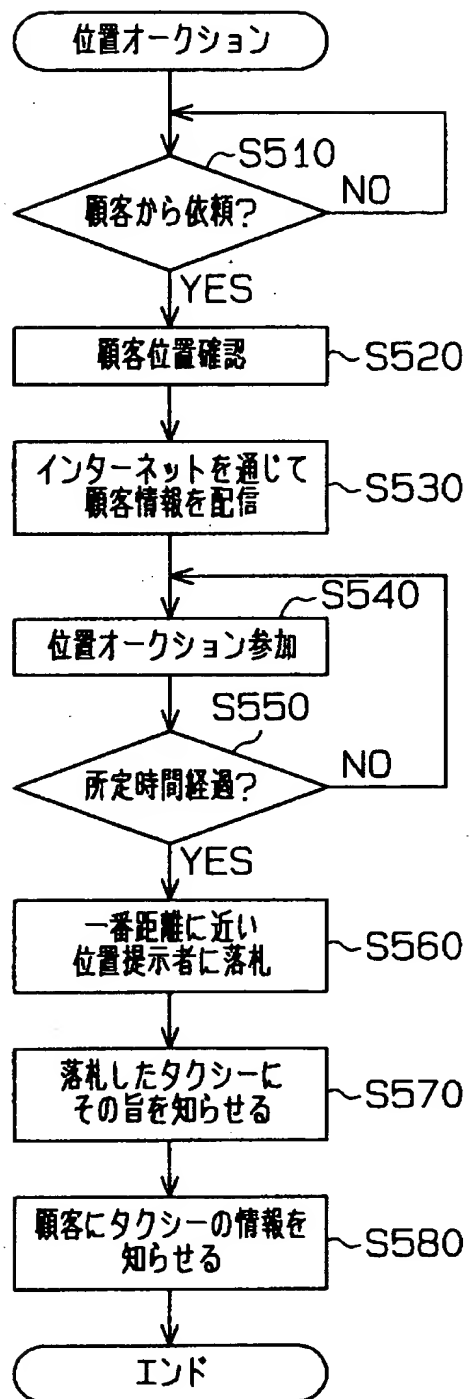 位置オークション
S510
顧客から依頼?
NO
YES
顧客位置確認
S520
インターネットを通じて
顧客情報を配信
S530
S540
位置オークション参加
S550
所定時間経過?
NO
YES
一番距離に近い
位置提示者に落札
S560
落札したタクシーに
その旨を知らせる
S570
顧客にタクシーの情報を
知らせる
S580
エンド